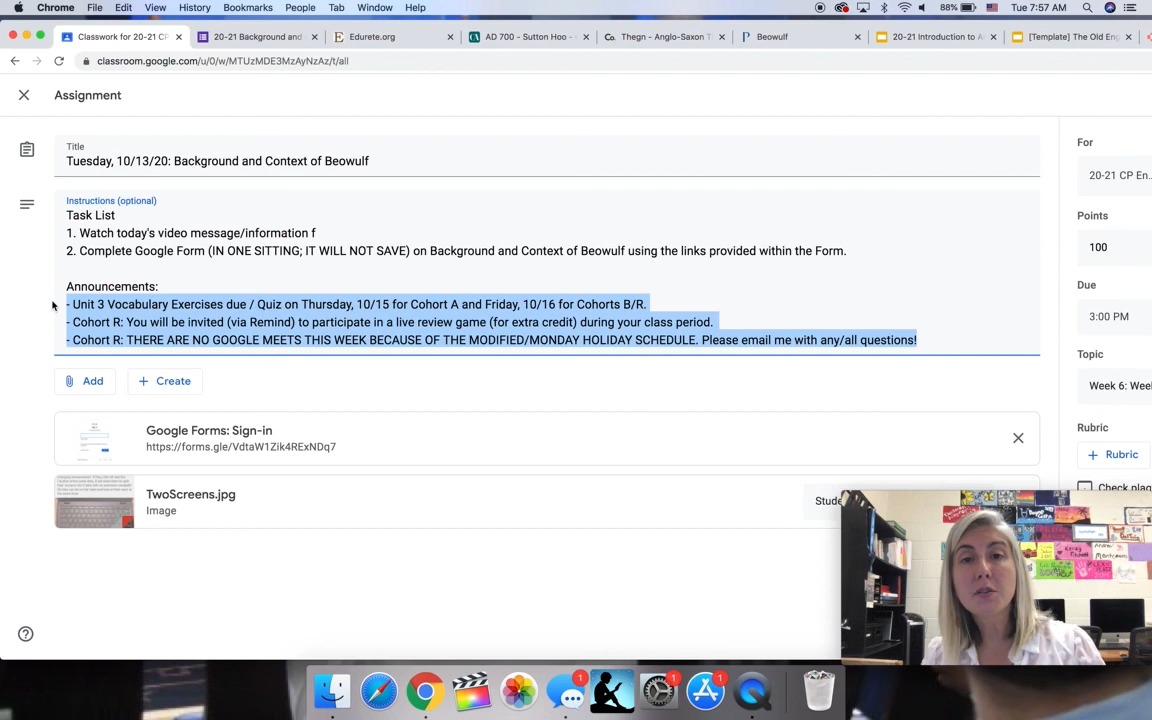 Chrome File Edit View History Bookmarks People Tab Window Help 88% Tue 7:57 AM
Classwork for 20-21 CP
20-21 Background and
Edurete.org
AD 700 - Sutton Hoo -
Co. Thegn - Anglo-Saxon T
P Beowulf
20-21 Introduction to A
[Template] The Old Eng
classroom.google.com/u/0/w/MTUzMDE3MzAyNzAz/t/all
Assignment
Title
Tuesday, 10/13/20: Background and Context of Beowulf
Instructions (optional)
Task List
1. Watch today's video message/information f
2. Complete Google Form (IN ONE SITTING; IT WILL NOT SAVE) on Background and Context of Beowulf using the links provided within the Form.
Announcements:
- Unit 3 Vocabulary Exercises due / Quiz on Thursday, 10/15 for Cohort A and Friday, 10/16 for Cohorts B/R.
- Cohort R: You will be invited (via Remind) to participate in a live review game (for extra credit) during your class period.
- Cohort R: THERE ARE NO GOOGLE MEETS THIS WEEK BECAUSE OF THE MODIFIED/MONDAY HOLIDAY SCHEDULE. Please email me with any/all questions!
Add
Create
Google Forms: Sign-in
https://forms.gle/VdtaW1Zik4RExNDq7
TwoScreens.jpg
Image
Stude
For
20-21 CP En...
Points
100
Due
3:00 PM
Topic
Week 6: Wee
Rubric
Rubric
Check plag
1
1
1